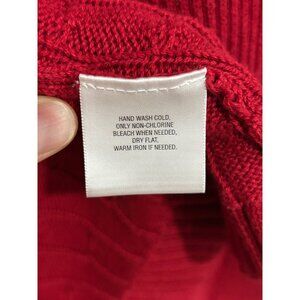 HAND WASH COLD.
ONLY NON-CHLORINE
BLEACH WHEN NEEDED.
DRY FLAT.
WARM IRON IF NEEDED.